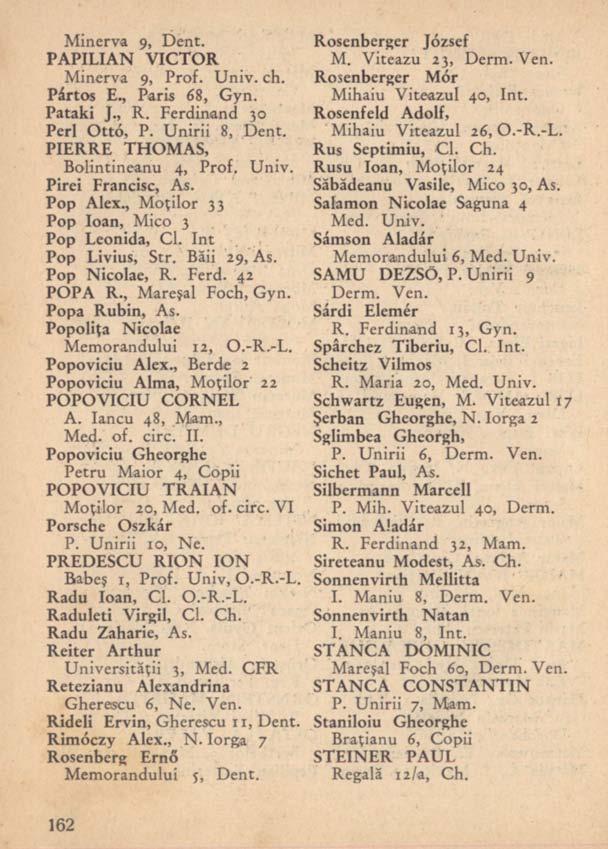 Minerva 9, Dent.
PAPILIAN VICTOR
Minerva 9, Prof. Univ. ch.
Pártos E., Paris 68, Gyn.
Pataki J., R. Ferdinand 30
Perl Ottó, P. Unirii 8, Dent.
PIERRE THOMAS,
Bolintineanu 4, Prof. Univ.
Pirei Francisc, As.
Pop Alex., Moților 33
Pop Ioan, Mico 3
Pop Leonida, Cl. Int
Pop Livius, Str. Băii 29, As.
Pop Nicolae, R. Ferd. 42
POPA R., Mareșal Foch, Gyn.
Popa Rubin, As.
Popolița Nicolae
Memorandului 12, O.-R.-L.
Popoviciu Alex., Berde 2
Popoviciu Alma, Moților 22
POPOVICIU CORNEL
A. Iancu 48, Mam.,
Med. of. circ. II.
Popoviciu Gheorghe
Petru Maior 4, Copii
POPOVICIU TRAIAN
Moților 20, Med. of. circ. VI
Porsche Oszkár
P. Unirii 10, Ne.
PREDESCU RION ION
Babeș 1, Prof. Univ, O.-R.-L.
Radu Ioan, Cl. O.-R.-L.
Raduleti Virgil, Cl. Ch.
Radu Zaharie, As.
Reiter Arthur
Universității 3, Med. CFR
Retezianu Alexandrina
Gherescu 6, Ne. Ven.
Rideli Ervin, Gherescu 11, Dent.
Rimóczy Alex., N. Iorga 7
Rosenberg Ernő
Memorandului 5, Dent.
Rosenberger József
M. Viteazu 23, Derm. Ven.
Rosenberger Mór
Mihaiu Viteazul 40, Int.
Rosenfeld Adolf,
Mihaiu Viteazul 26, O.-R.-L.
Rus Septimiu, Cl. Ch.
Rusu Ioan, Moților 24
Săbădeanu Vasile, Mico 30, As.
Salamon Nicolae Saguna 4
Med. Univ.
Sámson Aladár
Memorandului 6, Med. Univ.
SAMU DEZSŐ, P. Unirii 9
Derm. Ven.
Sárdi Elemér
R. Ferdinand 13, Gyn.
Spârchez Tiberiu, Cl. Int.
Scheitz Vilmos
R. Maria 20, Med. Univ.
Schwartz Eugen, M. Viteazul 17
Șerban Gheorghe, N. Iorga 2
Sglimbea Gheorgh,
P. Unirii 6, Derm. Ven.
Sichet Paul, As.
Silbermann Marcell
P. Mih. Viteazul 40, Derm.
Simon Aladár
R. Ferdinand 32, Mam.
Sireteanu Modest, As. Ch.
Sonnenvirth Mellitta
I. Maniu 8, Derm. Ven.
Sonnenvirth Natan
I. Maniu 8, Int.
STANCA DOMINIC
Mareșal Foch 60, Derm. Ven.
STANCA CONSTANTIN
P. Unirii 7, Mam.
Staniloiu Gheorghe
Brațianu 6, Copii
STEINER PAUL
Regală 12/a, Ch.
162